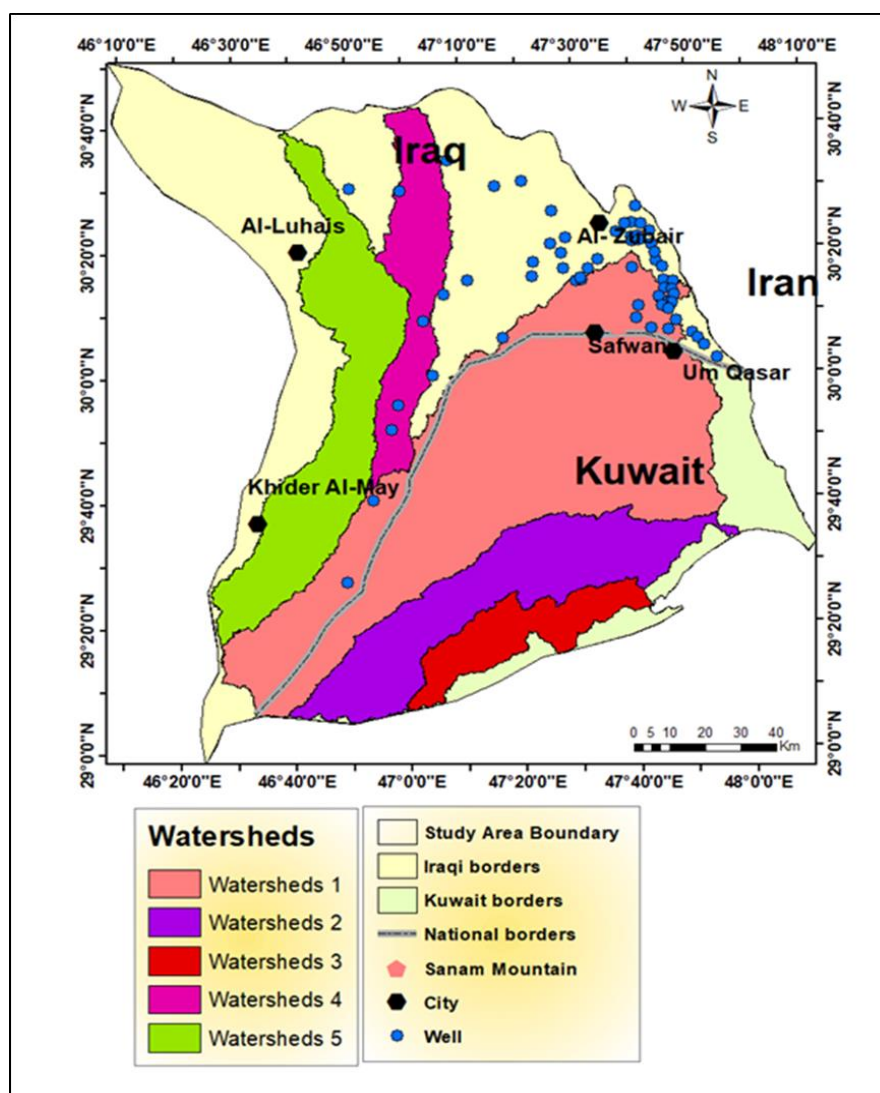 46°10'0"E 46°30'0"E 46°50'0"E 47°10'0"E 47°30'0"E 47°50'0"E 48°10'0"E
N
W E
S
30°40'0"N 30°40'0"N
Iraq
Al-Luhais
Al- Zubair
30°20'0"N 30°20'0"N
Iran
Safwan
Um Qasar
30°0'0"N 30°0'0"N
Kuwait
Khider Al-May
29°40'0"N 29°40'0"N
29°20'0"N 29°20'0"N
0 5 10 20 30 40
Km
29°0'0"N 29°0'0"N
46°20'0"E 46°40'0"E 47°0'0"E 47°20'0"E 47°40'0"E 48°0'0"E
Watersheds
Watersheds 1
Watersheds 2
Watersheds 3
Watersheds 4
Watersheds 5
Study Area Boundary
Iraqi borders
Kuwait borders
National borders
Sanam Mountain
City
Well